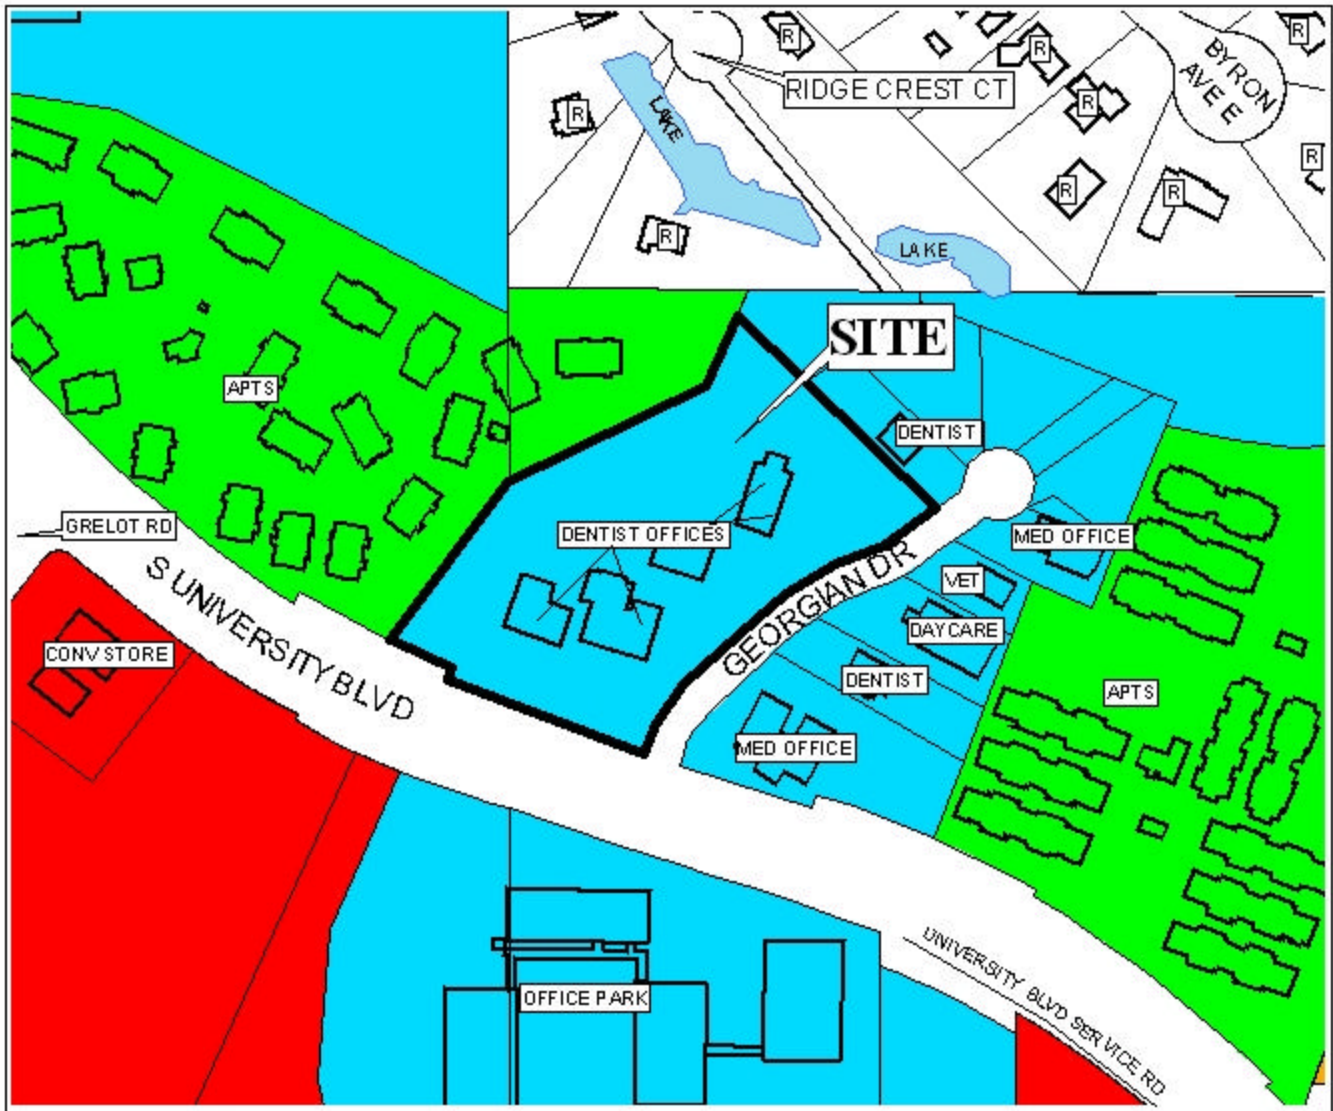 R
R
R
BYRON
AVE E
RIDGE CREST CT
R
R
LAKE
R
R
R
R
LAKE
SITE
APTS
DENTIST
GRELOT RD
DENTIST OFFICES
MED OFFICE
S UNIVERSITY BLVD
GEORGIAN DR
VET
DAYCARE
CONV STORE
DENTIST
APTS
MED OFFICE
OFFICE PARK
UNIVERSITY BLVD SERVICE RD